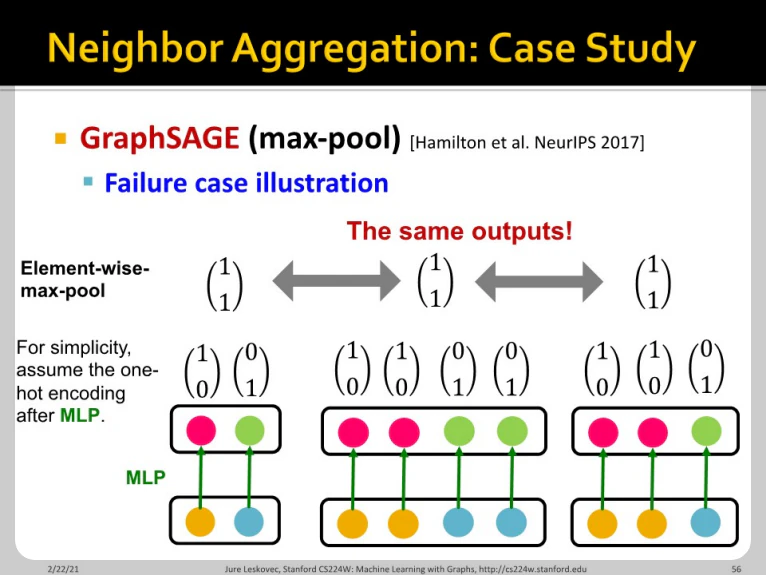 Neighbor Aggregation: Case Study
GraphSAGE (max-pool) [Hamilton et al. NeurIPS 2017]
Failure case illustration
The same outputs!
Element-wise-
max-pool
(1 1) (1 1) (1 1)
For simplicity,
assume the one-
hot encoding
after MLP.
(1 0) (0 1) (1 0) (1 0) (0 1) (0 1) (1 0) (1 0) (0 1)
MLP
2/22/21 Jure Leskovec, Stanford CS224W: Machine Learning with Graphs, http://cs224w.stanford.edu 56